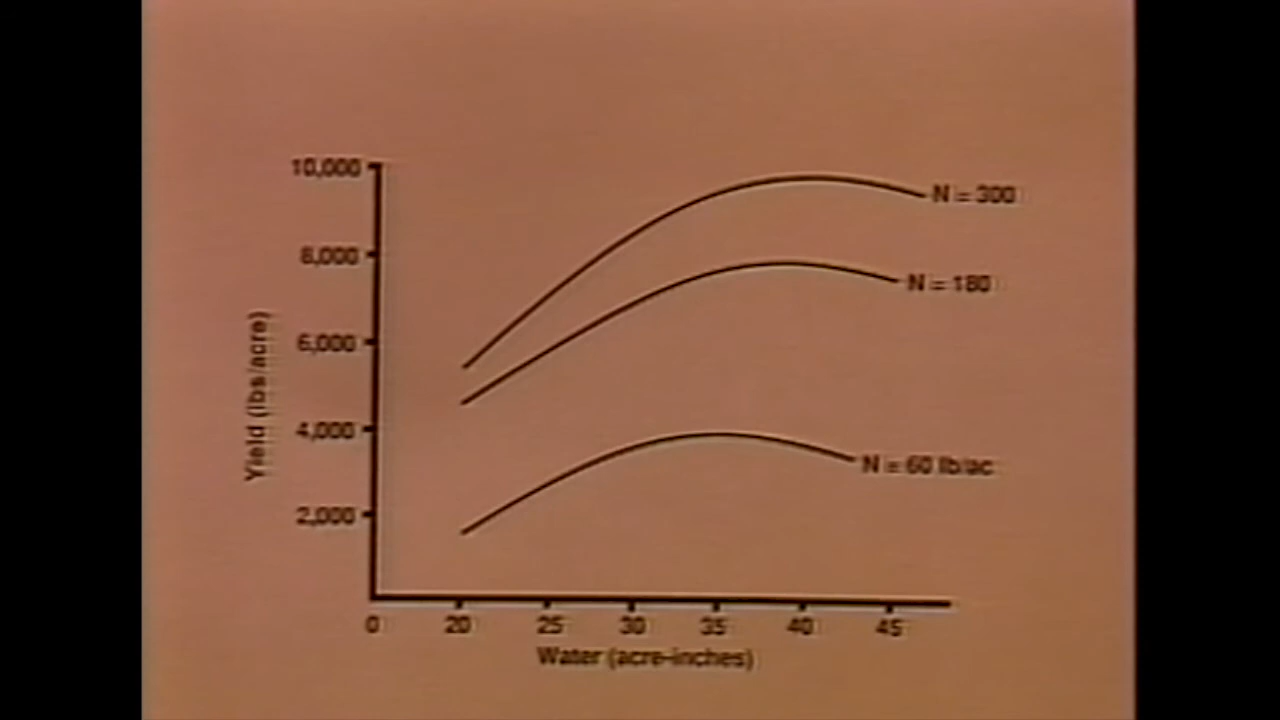 10,000
8,000
6,000
4,000
2,000
Yield (lbs/acre)
N = 300
N = 180
N = 60 lb/ac
0 20 25 30 35 40 45
Water (acre-inches)